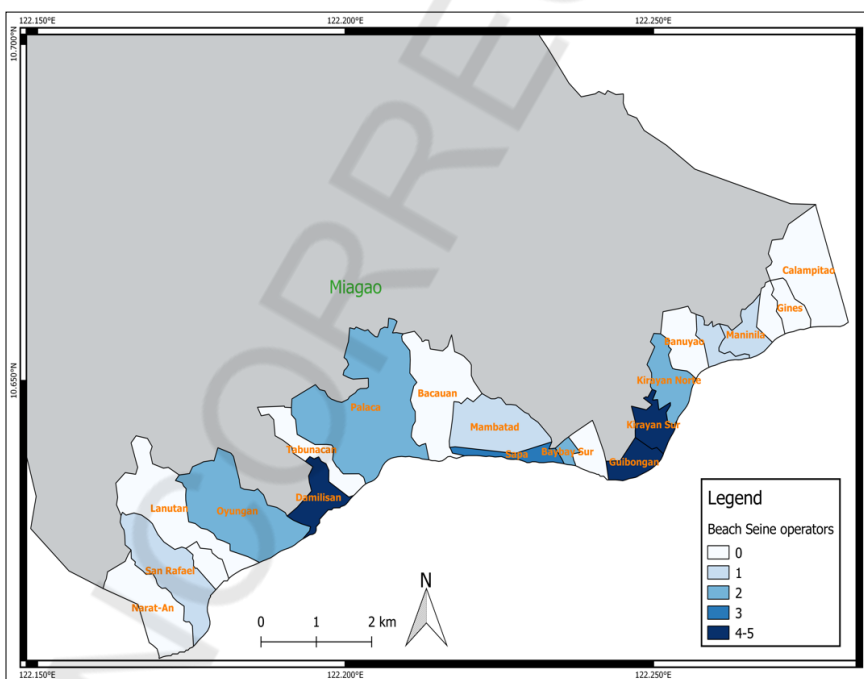 122.150°E 122.200°E 122.250°E
10.700°N
Calampitao
Miagao
Gines
Maninila
Banuyao
10.650°N
Kirayan Norte
Bacauan
Palaca
Mambatad
Kirayan Sur
Tabunacan
Sapa
Baybay Sur
Guibongan
Damilisan
Legend
Lanutan
Oyungan
Beach Seine operators
0
1
San Rafael
2
N
3
Narat-An
0 1 2 km
4-5
122.150°E 122.200°E 122.250°E